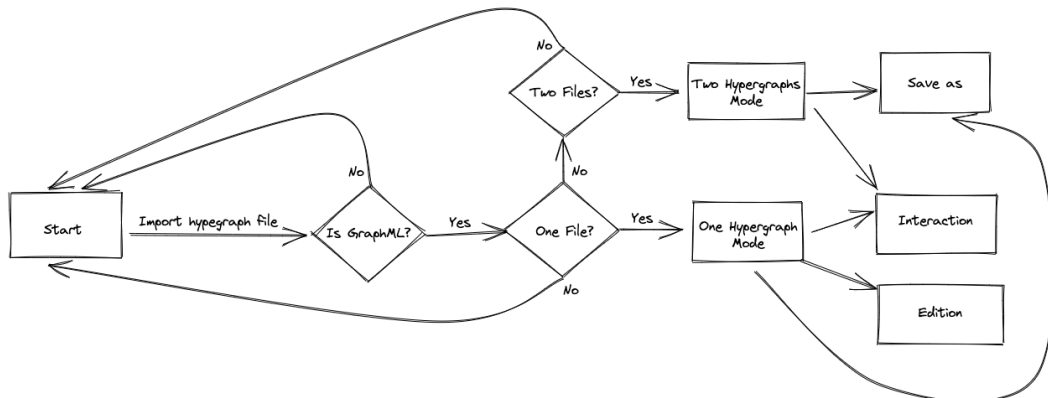 No
Two Files?
Yes
Two Hypergraphs
Mode
Save as
No
No
Start
Import hypegraph file
Is GraphML?
Yes
One File?
Yes
One Hypergraph
Mode
Interaction
No
Edition